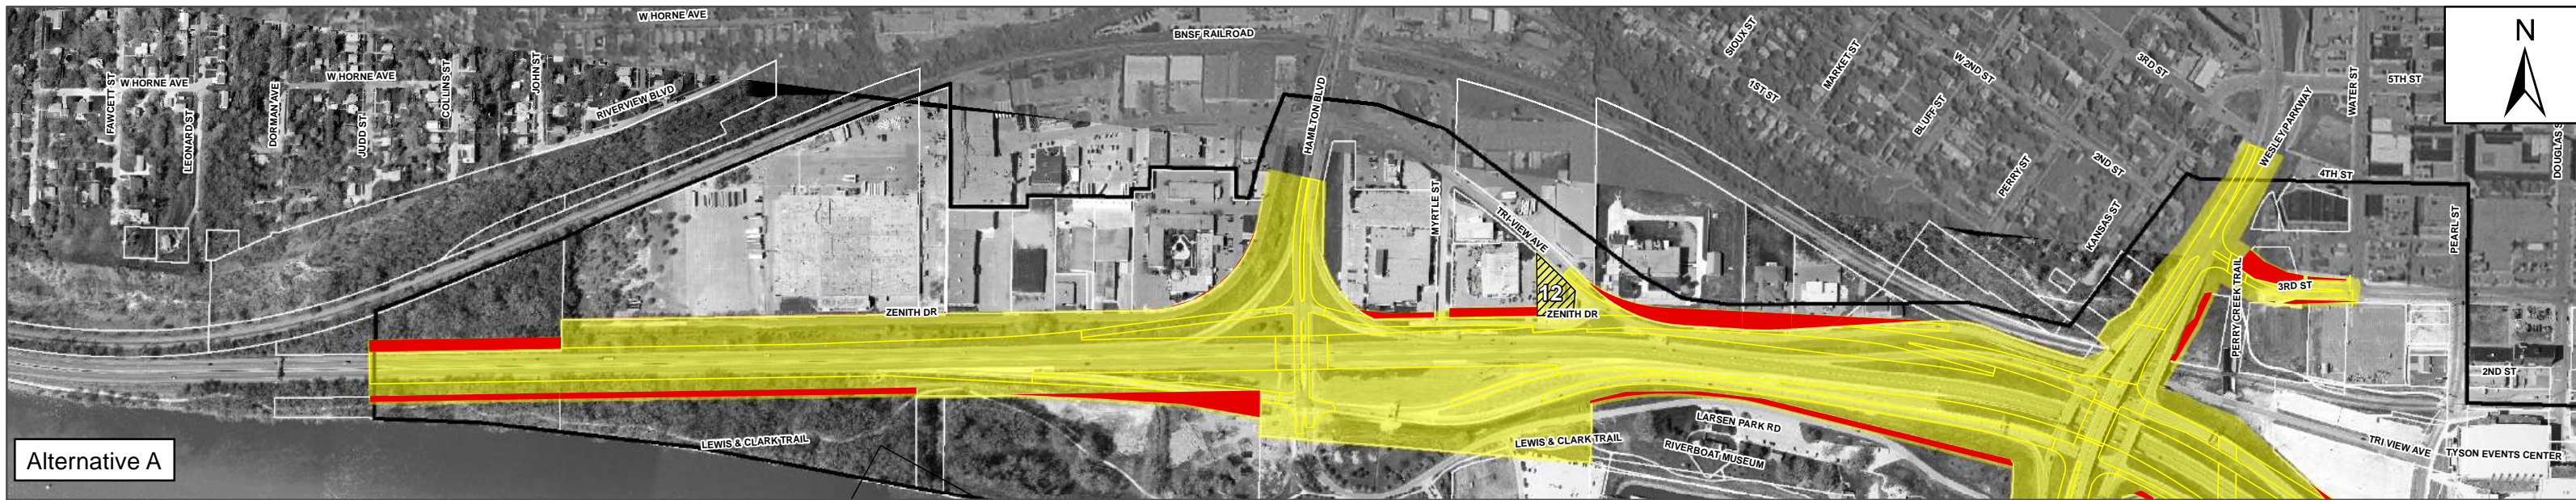 W HORNE AVE
BNSF RAILROAD
N
SIOUX ST
MARKET ST
W 2ND ST
3RD ST
5TH ST
WATER ST
W HORNE AVE
W HORNE AVE
FAWCETT ST
LEONARD ST
DORMAN AVE
JUDD ST
COLLINS ST
JOHN ST
RIVERVIEW BLVD
HAMILTON BLVD
1ST ST
BLUFF ST
WESLEY PARKWAY
DOUGLAS S
PERRY ST
2ND ST
4TH ST
MYRTLE ST
TRI-VIEW AVE
KANSAS ST
PEARL ST
12
ZENITH DR
ZENITH DR
PERRY CREEK TRAIL
3RD ST
2ND ST
LEWIS & CLARK TRAIL
LEWIS & CLARK TRAIL
LARSEN PARK RD
RIVERBOAT MUSEUM
TRI VIEW AVE
TYSON EVENTS CENTER
Alternative A